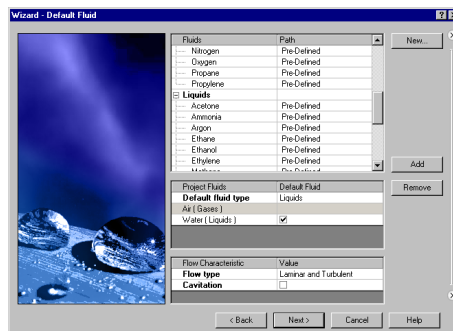 Wizard - Default Fluid
Fluids Path
Nitrogen Pre-Defined
Oxygen Pre-Defined
Propane Pre-Defined
Propylene Pre-Defined
Liquids
Acetone Pre-Defined
Ammonia Pre-Defined
Argon Pre-Defined
Ethane Pre-Defined
Ethanol Pre-Defined
Ethylene Pre-Defined
Methane Pre-Defined
New...
Add
Remove
Project Fluids Default Fluid
Default fluid type Liquids
Air ( Gases )
Water ( Liquids )
Flow Characteristic Value
Flow type Laminar and Turbulent
Cavitation
< Back Next > Cancel Help